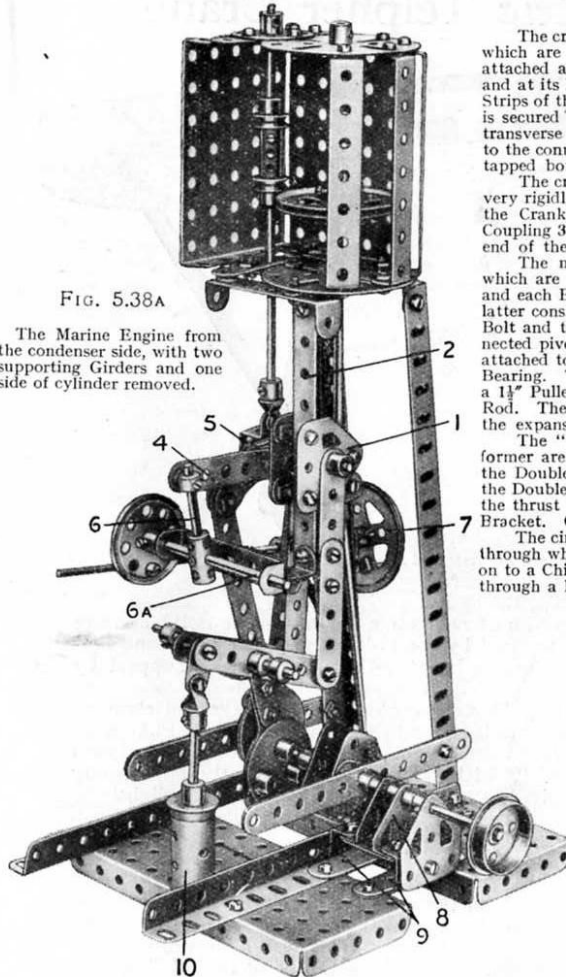 FIG. 5.38A
The Marine Engine from
the condenser side, with two
supporting Girders and one
side of cylinder removed.
The cr
which are
attached a
and at its
Strips of th
is secured
transverse
to the conn
tapped bo
The cr
very rigidl
the Crank
Coupling 3
end of the
The n
which are
and each E
latter cons
Bolt and t
nected piv
attached to
Bearing.
a 1½" Pulle
Rod. The
the expans
The "
former are
the Double
the Double
the thrust
Bracket.
The cir
through wh
on to a Chi
through a
2
5
1
4
6
7
6A
8
9
10